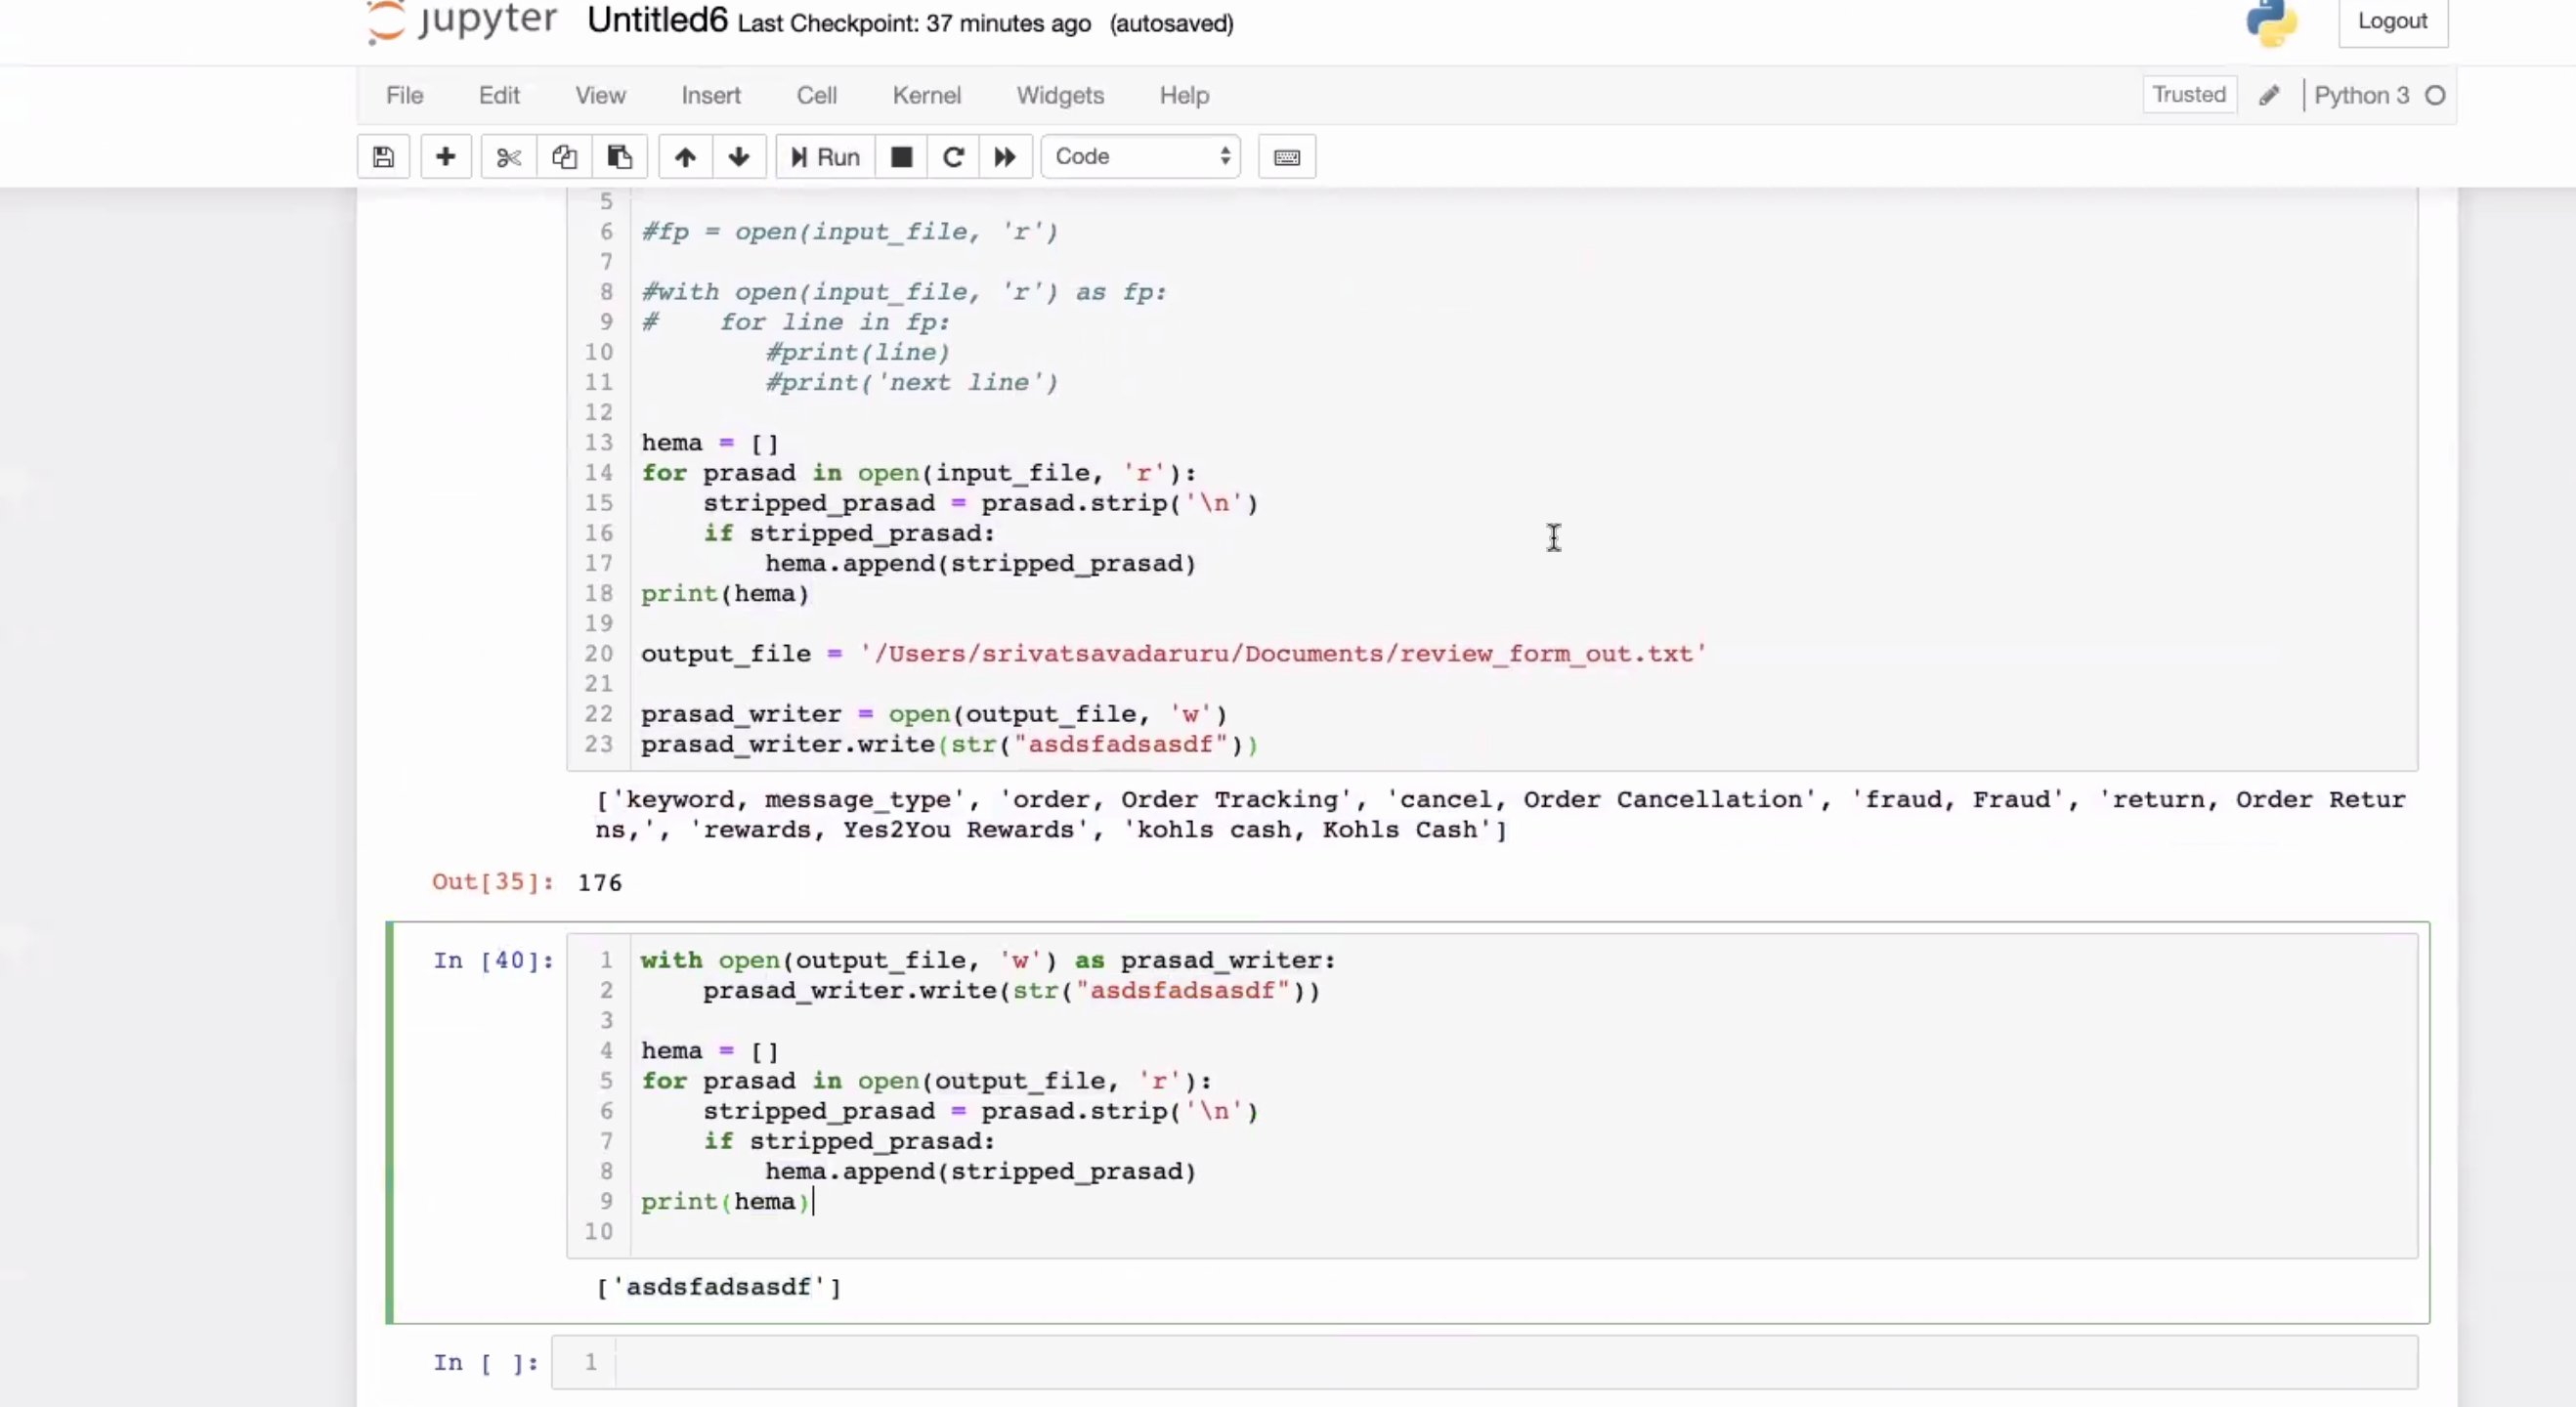 jupyter Untitled6 Last Checkpoint: 37 minutes ago (autosaved) Logout
File Edit View Insert Cell Kernel Widgets Help Trusted Python 3
Run Code
5
6 #fp = open(input_file, 'r')
7
8 #with open(input_file, 'r') as fp:
9 #    for line in fp:
10         #print(line)
11         #print('next line')
12
13 hema = []
14 for prasad in open(input_file, 'r'):
15     stripped_prasad = prasad.strip('\n')
16     if stripped_prasad:
17         hema.append(stripped_prasad)
18 print(hema)
19
20 output_file = '/Users/srivatsavadaruru/Documents/review_form_out.txt'
21
22 prasad_writer = open(output_file, 'w')
23 prasad_writer.write(str("asdsfadsasdf"))
['keyword, message_type', 'order, Order Tracking', 'cancel, Order Cancellation', 'fraud, Fraud', 'return, Order Retur
ns,', 'rewards, Yes2You Rewards', 'kohls cash, Kohls Cash']
Out[35]: 176
In [40]: 1 with open(output_file, 'w') as prasad_writer:
2     prasad_writer.write(str("asdsfadsasdf"))
3
4 hema = []
5 for prasad in open(output_file, 'r'):
6     stripped_prasad = prasad.strip('\n')
7     if stripped_prasad:
8         hema.append(stripped_prasad)
9 print(hema)
10
['asdsfadsasdf']
In [ ]: 1